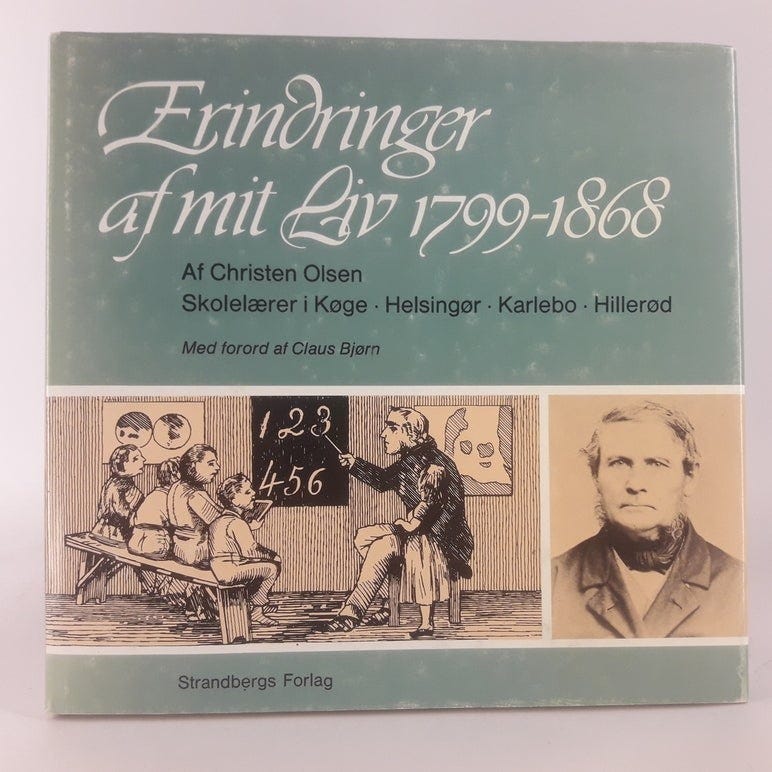 Erindringer
af mit Liv 1799-1868
Af Christen Olsen
Skolelærer i Køge · Helsingør · Karlebo · Hillerød
Med forord af Claus Bjørn
1 2 3
4 5 6
Strandbergs Forlag